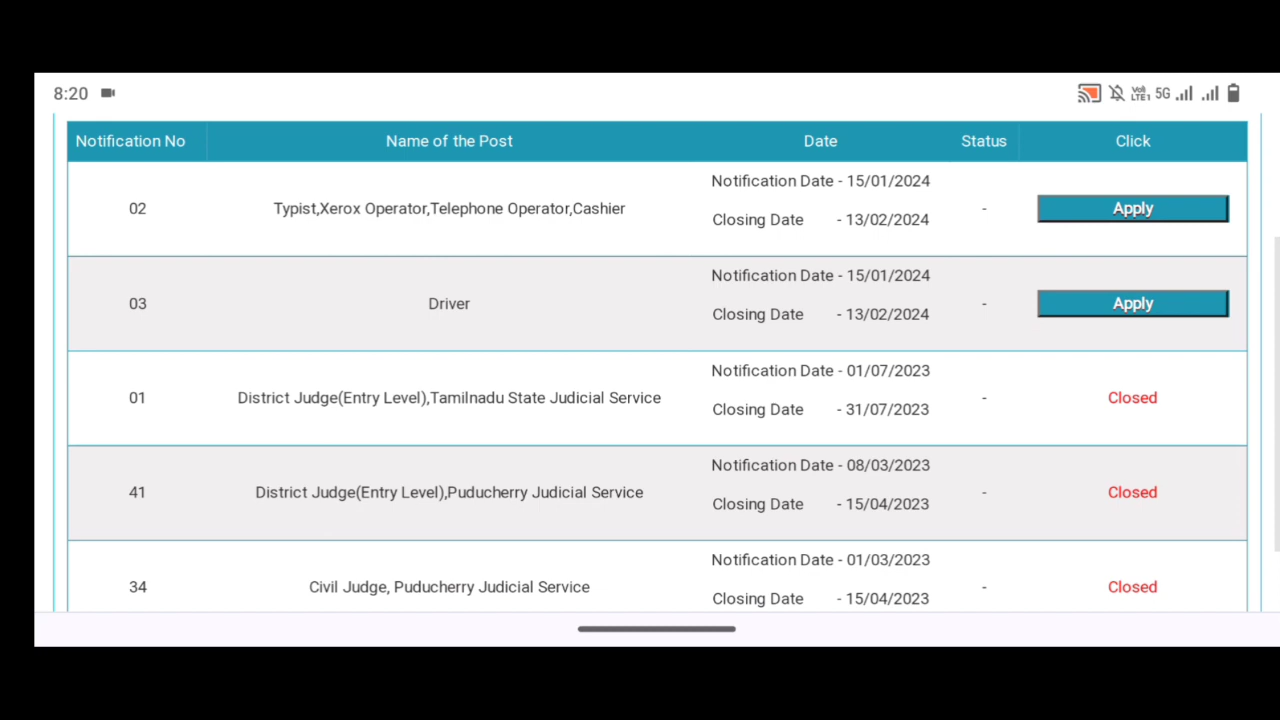 8:20 VoLTE1 5G
Notification No Name of the Post Date Status Click
Notification Date - 15/01/2024
02 Typist,Xerox Operator,Telephone Operator,Cashier - Apply
Closing Date - 13/02/2024
Notification Date - 15/01/2024
03 Driver - Apply
Closing Date - 13/02/2024
Notification Date - 01/07/2023
01 District Judge(Entry Level),Tamilnadu State Judicial Service - Closed
Closing Date - 31/07/2023
Notification Date - 08/03/2023
41 District Judge(Entry Level),Puducherry Judicial Service - Closed
Closing Date - 15/04/2023
Notification Date - 01/03/2023
34 Civil Judge, Puducherry Judicial Service - Closed
Closing Date - 15/04/2023